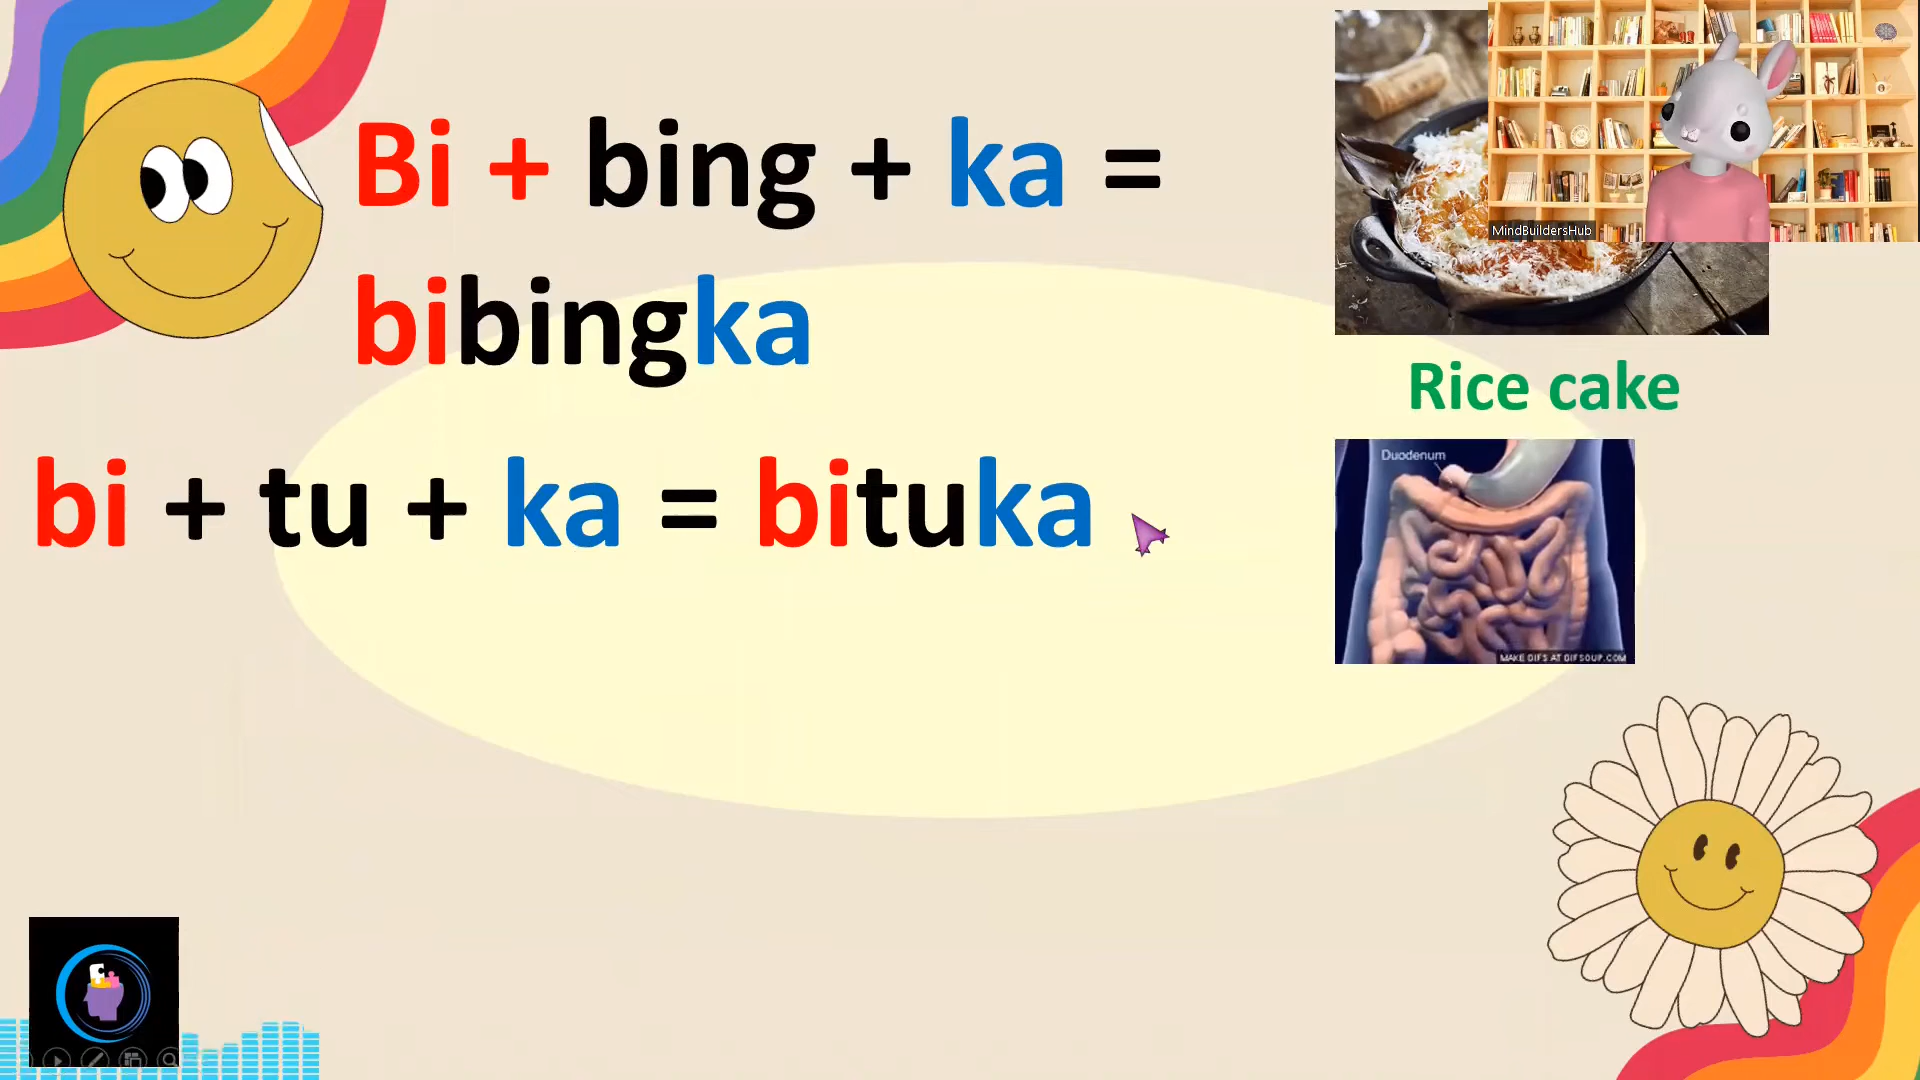 Bi + bing + ka =
bibingka
MindBuildersHub
Rice cake
bi + tu + ka = bituka
Duodenum
MAKE GIFS AT GIFSOUP.COM